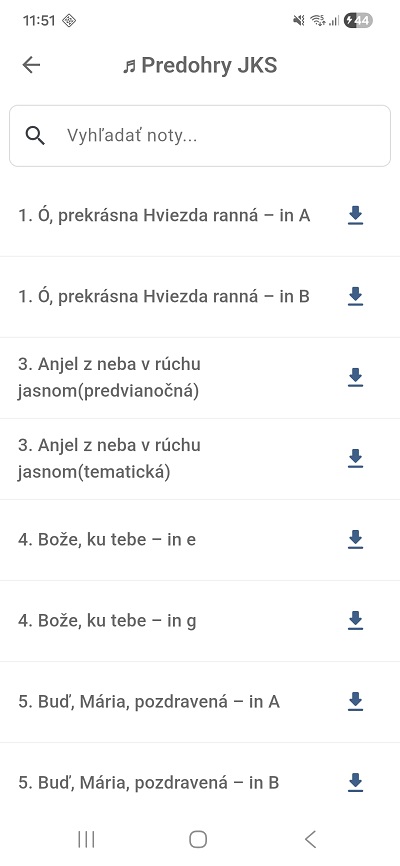 11:51
44
Predohry JKS
Vyhľadať noty...
1. Ó, prekrásna Hviezda ranná – in A
1. Ó, prekrásna Hviezda ranná – in B
3. Anjel z neba v rúchu
jasnom(predvianočná)
3. Anjel z neba v rúchu
jasnom(tematická)
4. Bože, ku tebe – in e
4. Bože, ku tebe – in g
5. Buď, Mária, pozdravená – in A
5. Buď, Mária, pozdravená – in B